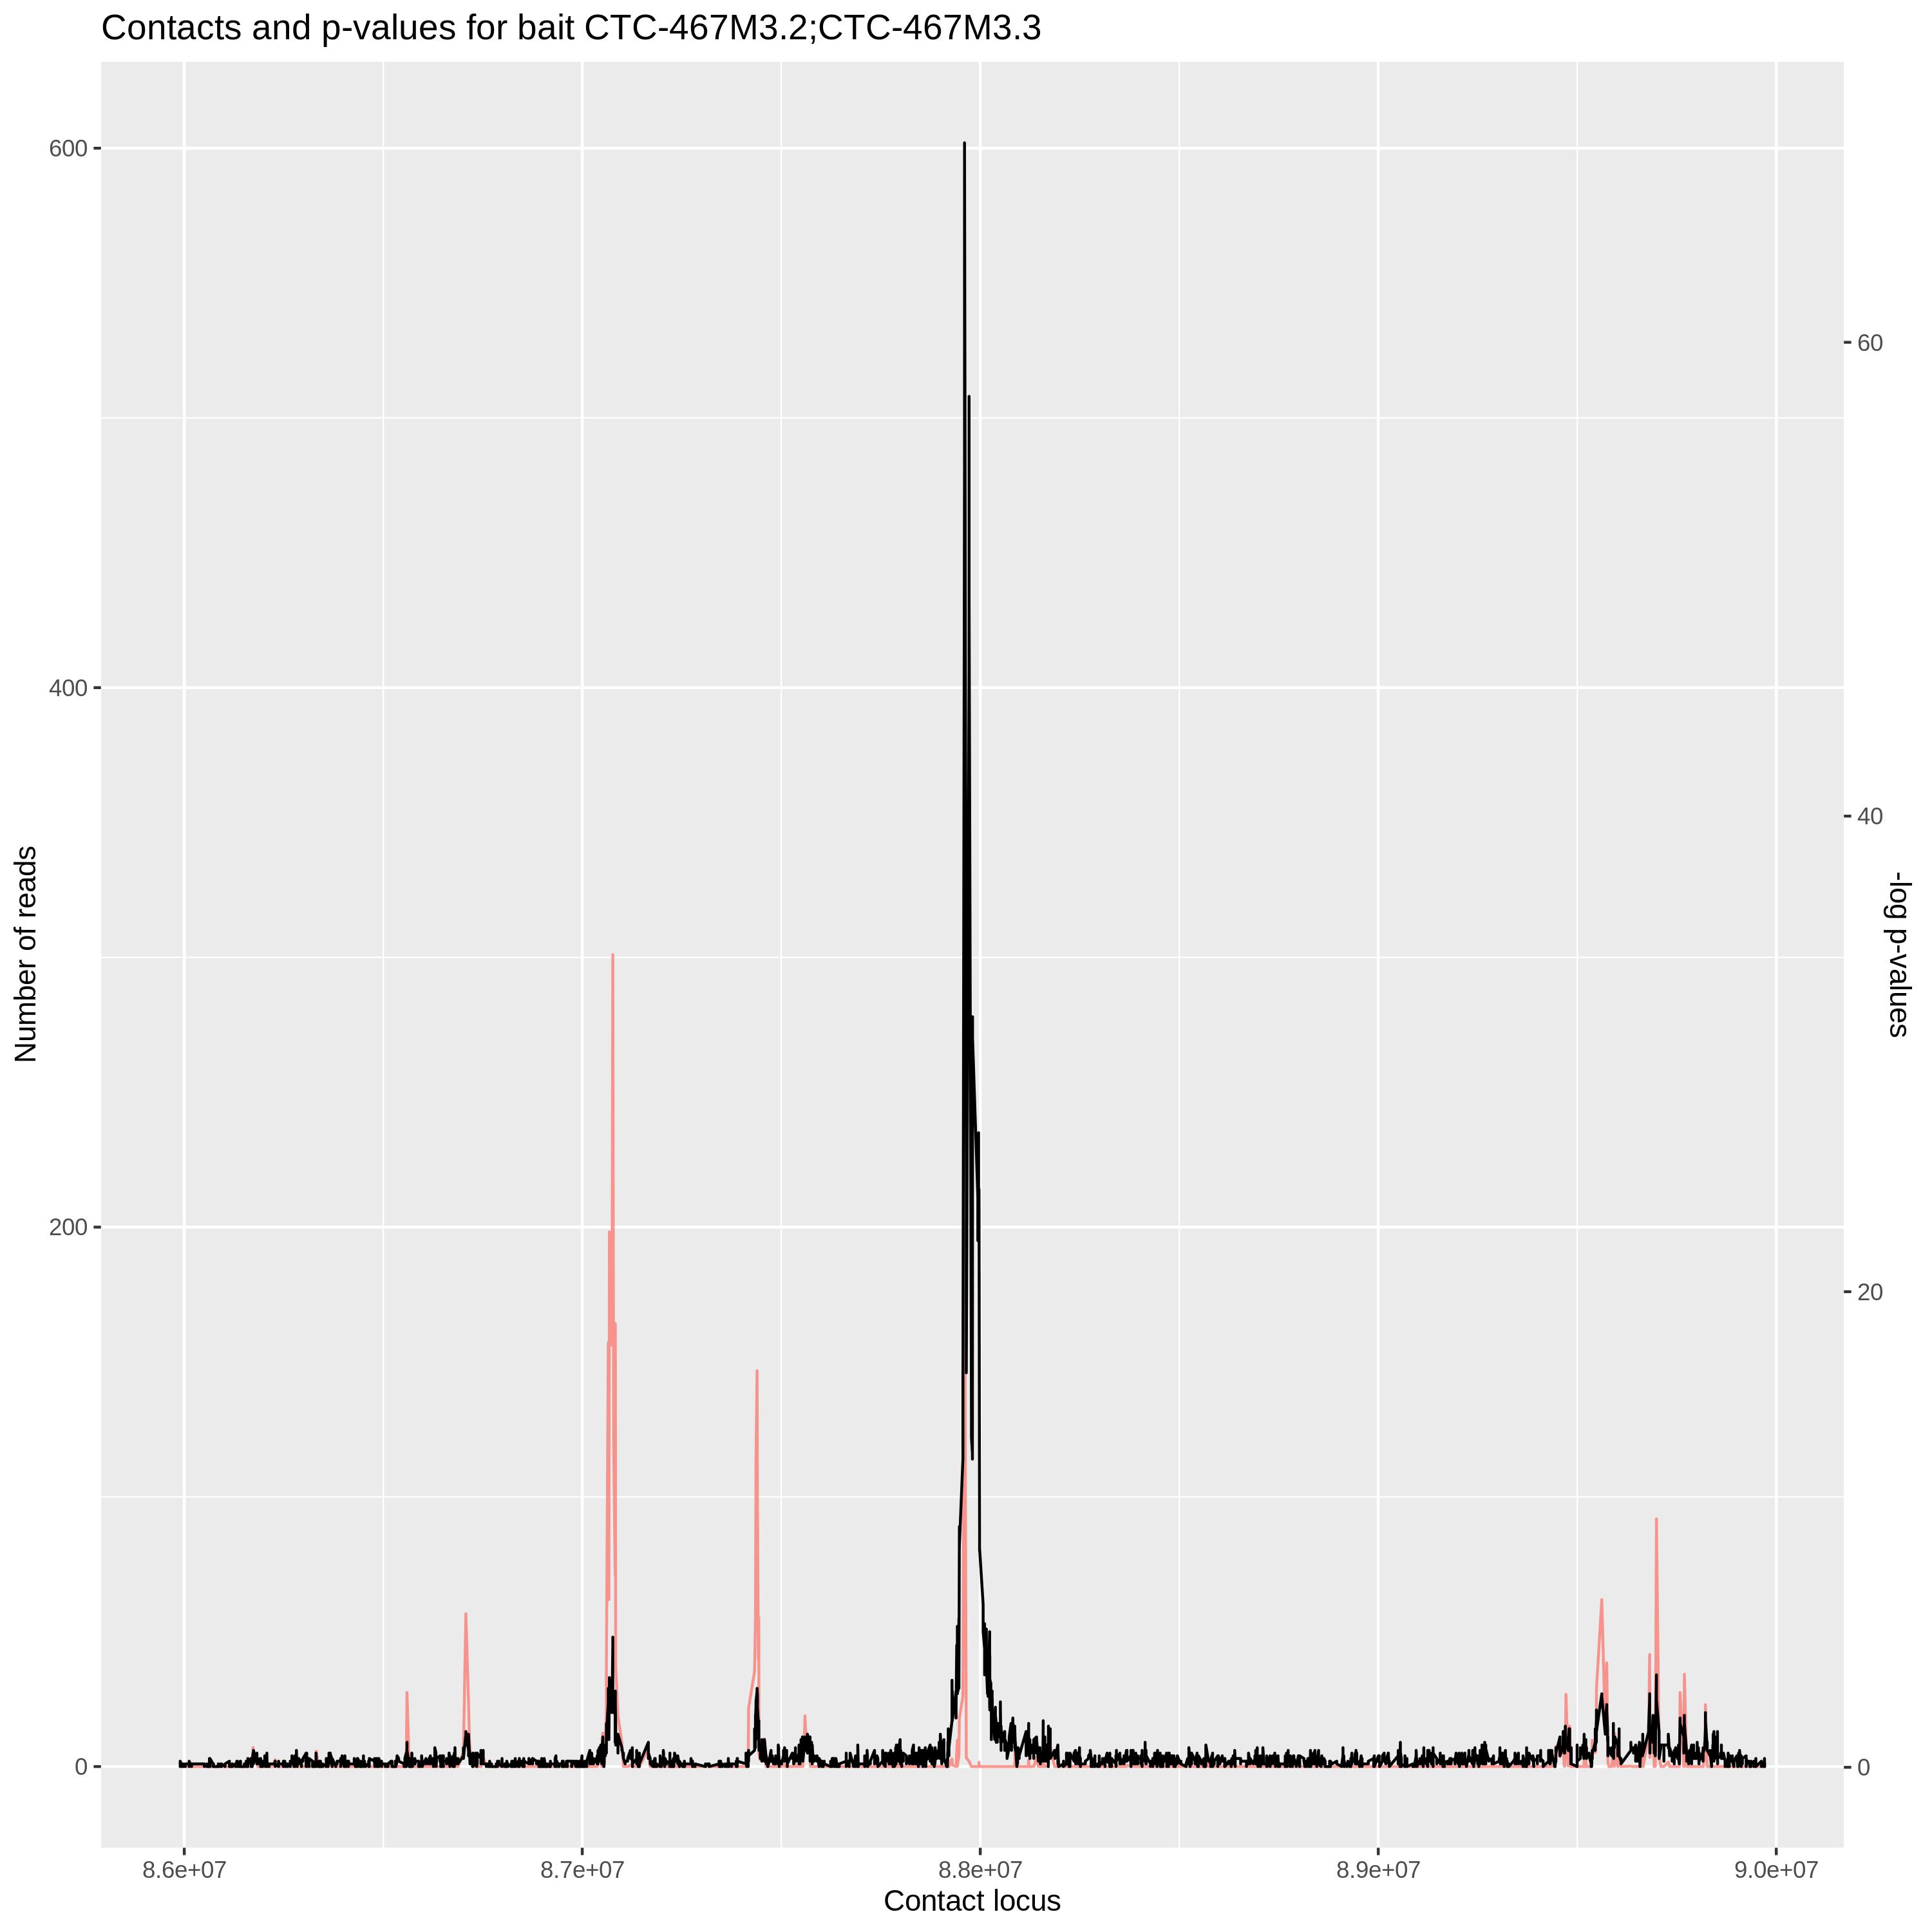 Contacts and p-values for bait CTC-467M3.2;CTC-467M3.3
600
400
200
0
Number of reads
60
40
20
0
-log p-values
8.6e+07
8.7e+07
8.8e+07
8.9e+07
9.0e+07
Contact locus